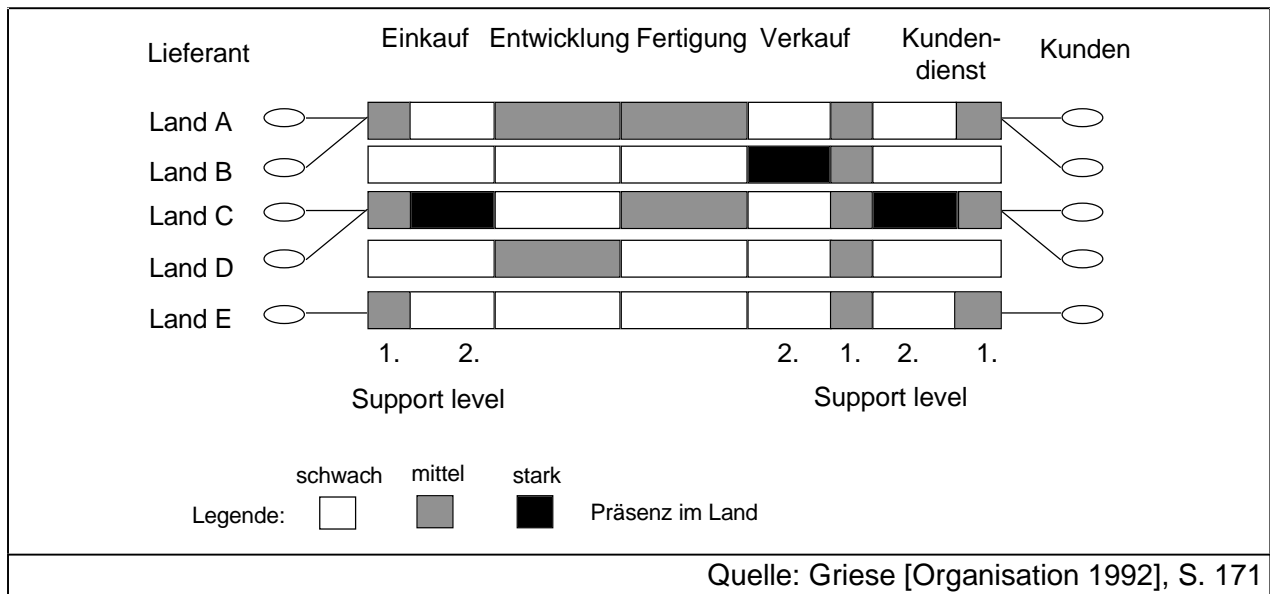 Lieferant Einkauf Entwicklung Fertigung Verkauf Kunden-
dienst Kunden
Land A
Land B
Land C
Land D
Land E
1. 2. 2. 1. 2. 1.
Support level Support level
schwach mittel stark
Legende: Präsenz im Land
Quelle: Griese [Organisation 1992], S. 171